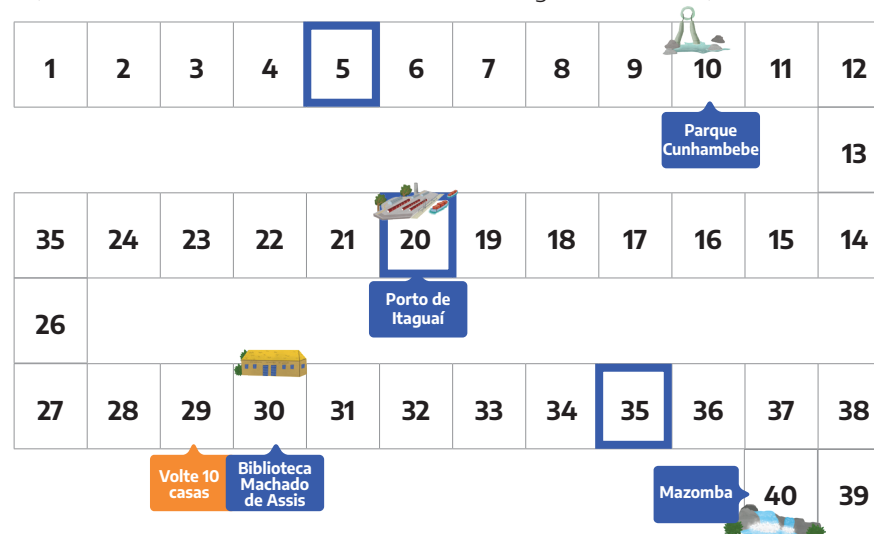 1 2 3 4 5 6 7 8 9 10 11 12
Parque
Cunhambebe
13
35 24 23 22 21 20 19 18 17 16 15 14
Porto de
Itaguaí
26
27 28 29 30 31 32 33 34 35 36 37 38
Volte 10
casas
Biblioteca
Machado
de Assis
Mazomba
40 39